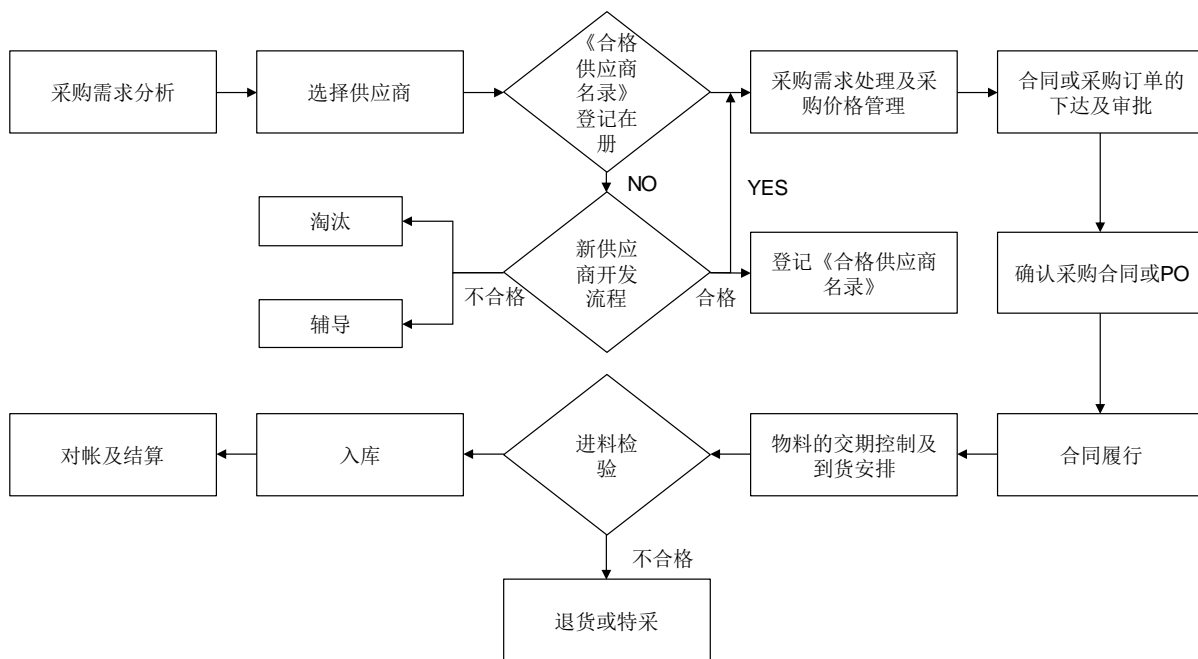 采购需求分析
选择供应商
《合格
供应商
名录》
登记在
册
采购需求处理及采
购价格管理
合同或采购订单的
下达及审批
NO
YES
淘汰
新供应
商开发
流程
不合格
合格
登记《合格供应商
名录》
确认采购合同或PO
辅导
对帐及结算
入库
进料检
验
物料的交期控制及
到货安排
合同履行
不合格
退货或特采